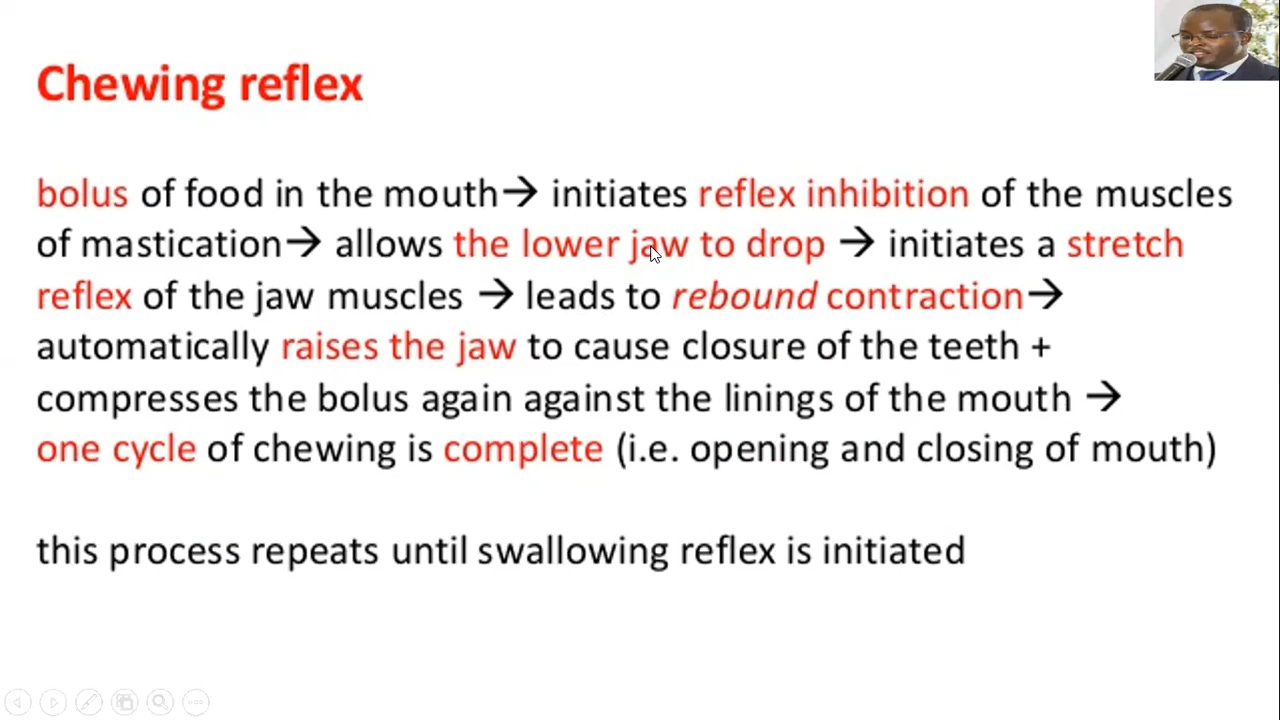 Chewing reflex
bolus of food in the mouth→ initiates reflex inhibition of the muscles
of mastication→ allows the lower jaw to drop → initiates a stretch
reflex of the jaw muscles → leads to rebound contraction→
automatically raises the jaw to cause closure of the teeth +
compresses the bolus again against the linings of the mouth →
one cycle of chewing is complete (i.e. opening and closing of mouth)
this process repeats until swallowing reflex is initiated